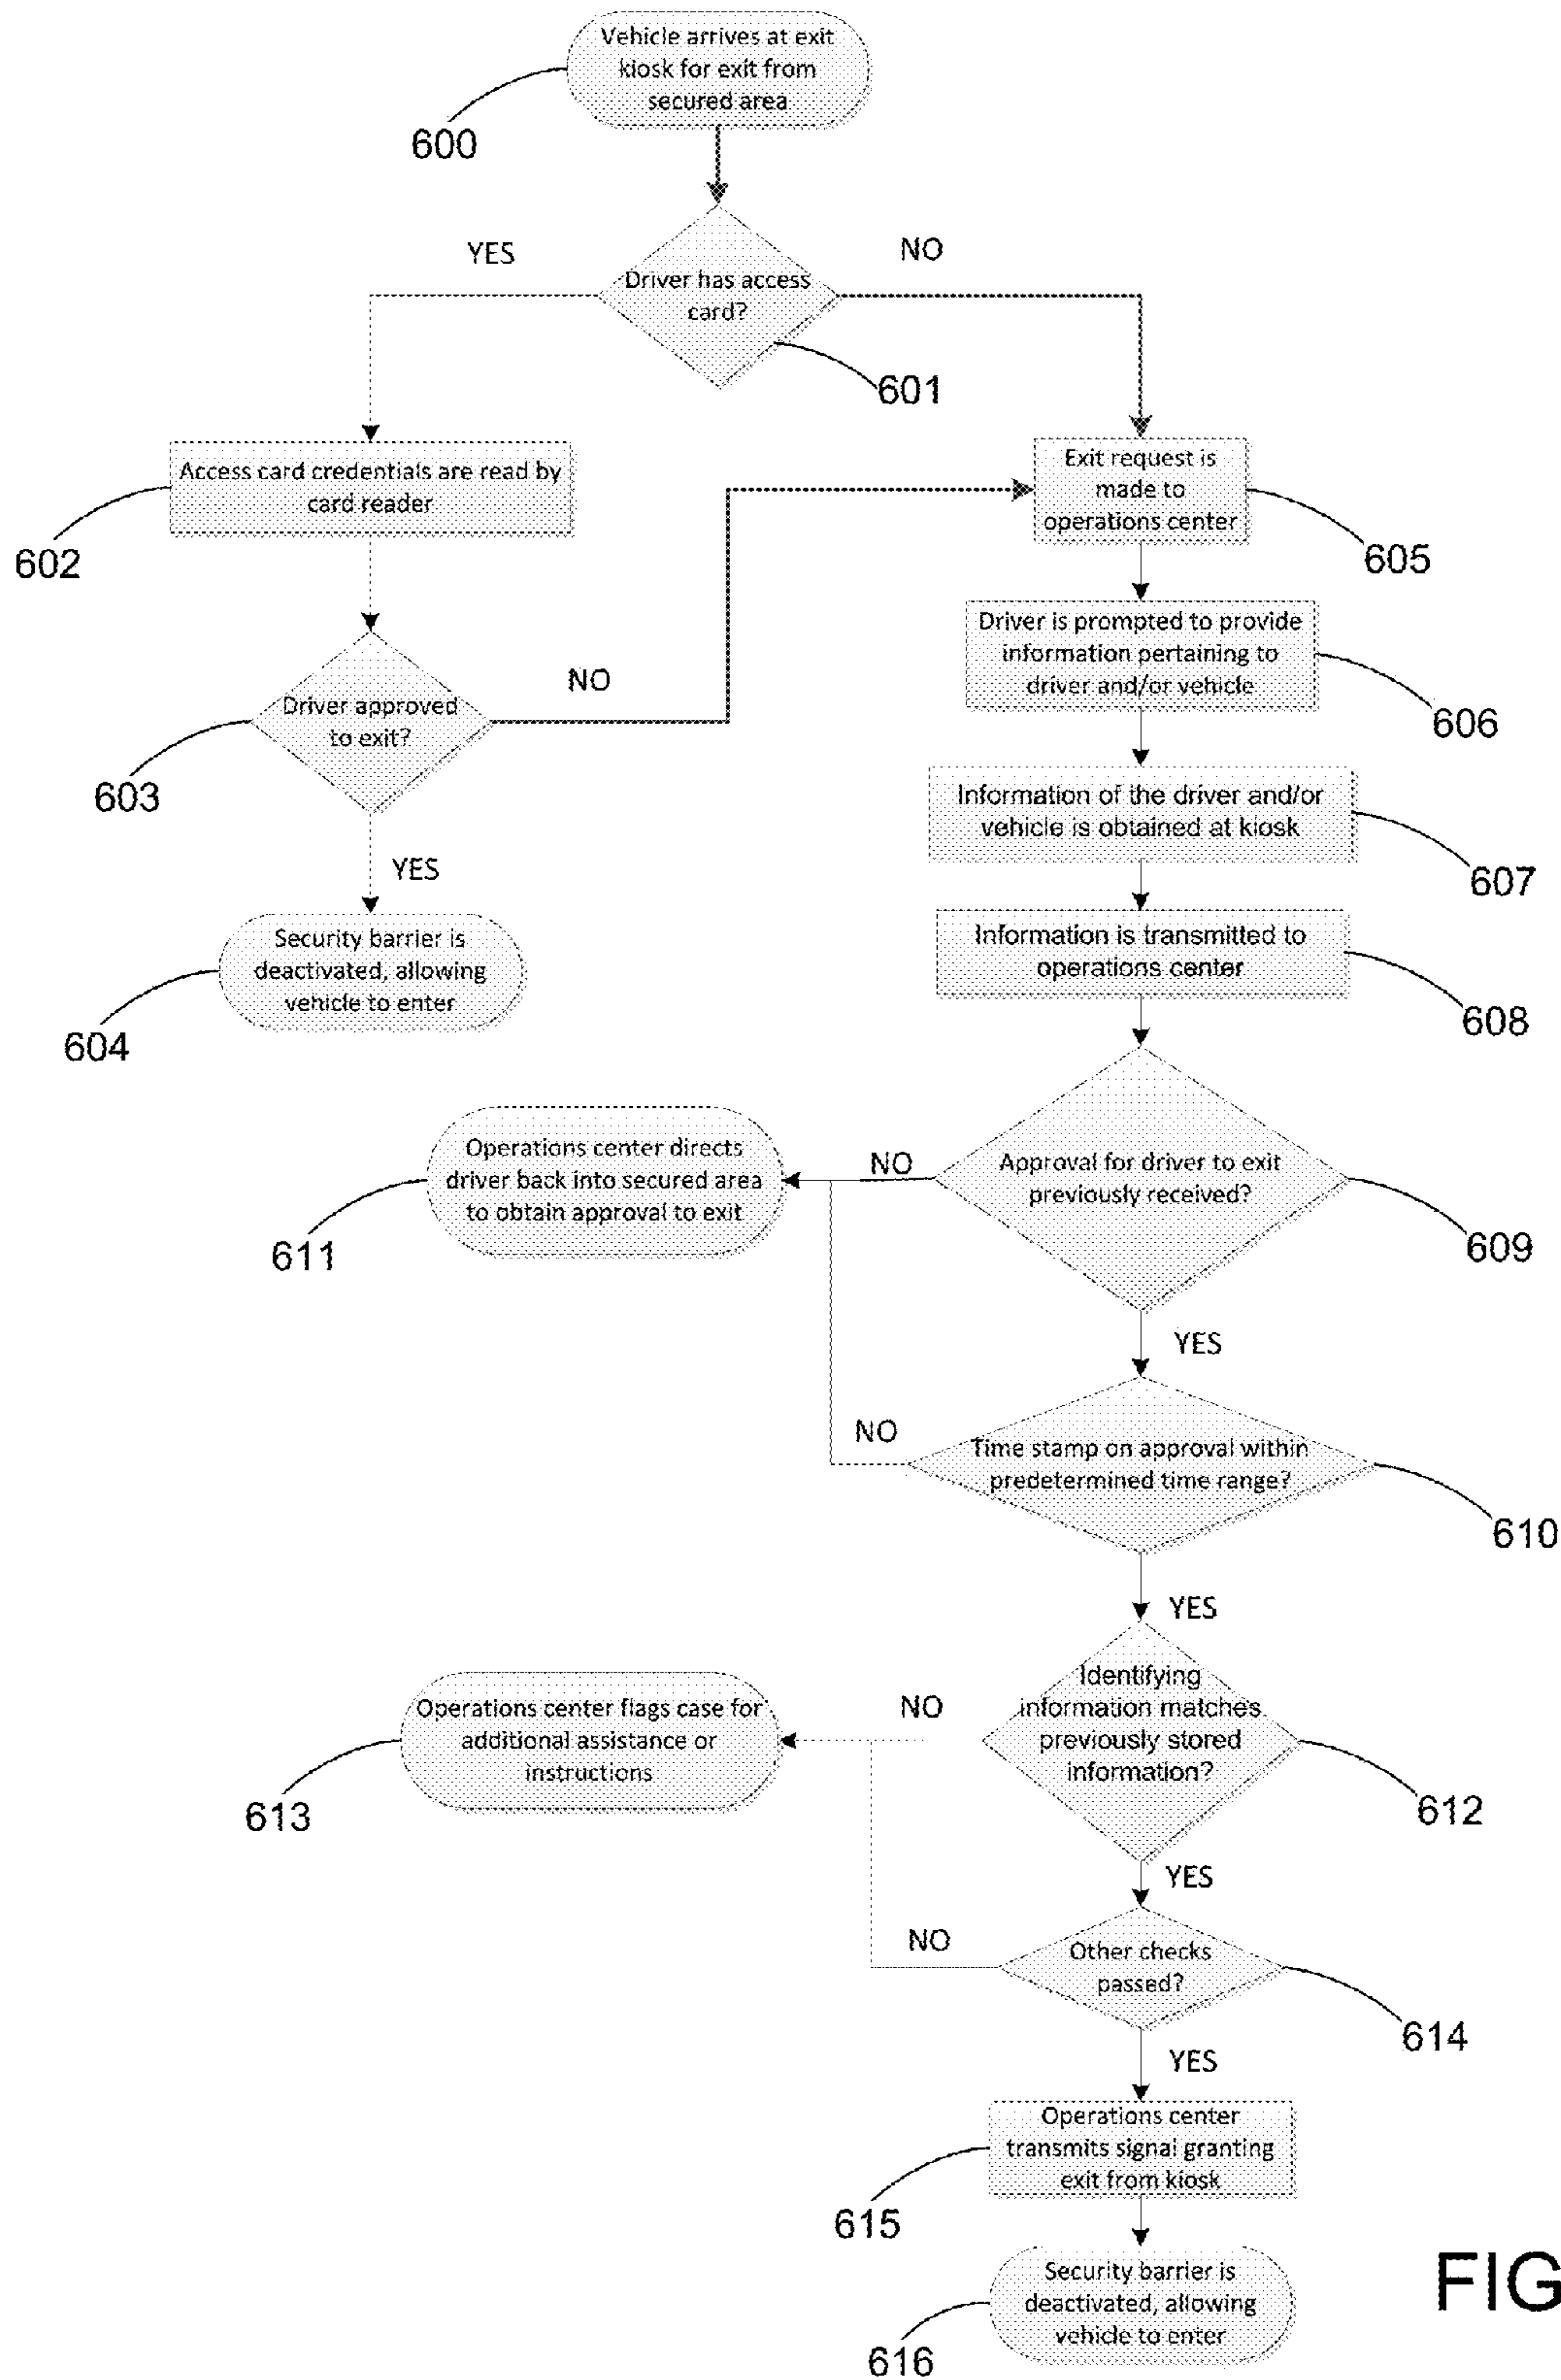 Vehicle arrives at exit
kiosk for exit from
secured area
600
YES
NO
Driver has access
card?
601
Access card credentials are read by
card reader
602
Exit request is
made to
operations center
605
Driver is prompted to provide
information pertaining to
driver and/or vehicle
606
NO
Driver approved
to exit?
603
Information of the driver and/or
vehicle is obtained at kiosk
607
YES
Security barrier is
deactivated, allowing
vehicle to enter
604
Information is transmitted to
operations center
608
Operations center directs
driver back into secured area
to obtain approval to exit
611
NO
Approval for driver to exit
previously received?
609
YES
NO
Time stamp on approval within
predetermined time range?
610
YES
Operations center flags case for
additional assistance or
instructions
613
NO
Identifying
information matches
previously stored
information?
612
YES
NO
Other checks
passed?
614
YES
Operations center
transmits signal granting
exit from kiosk
615
Security barrier is
deactivated, allowing
vehicle to enter
616
FIG